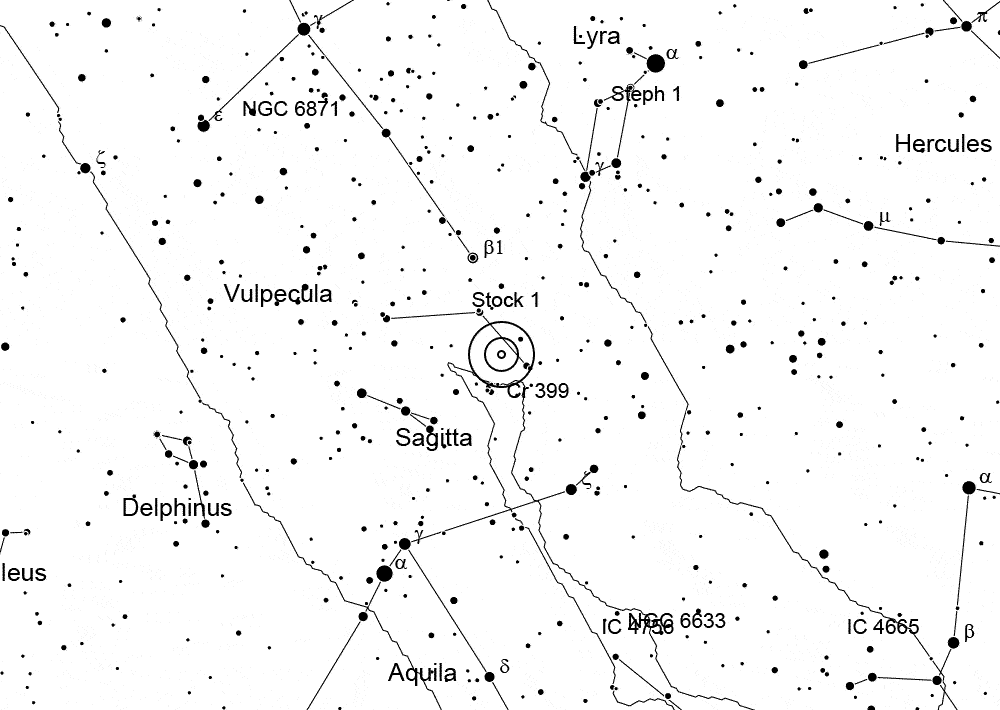 γ
π
Lyra
α
Steph 1
ε
NGC 6871
Hercules
ζ
γ
μ
β1
Vulpecula
Stock 1
Cr 399
Sagitta
ζ
α
Delphinus
γ
leus
α
NGC 6633
IC 4756
IC 4665
β
Aquila
δ